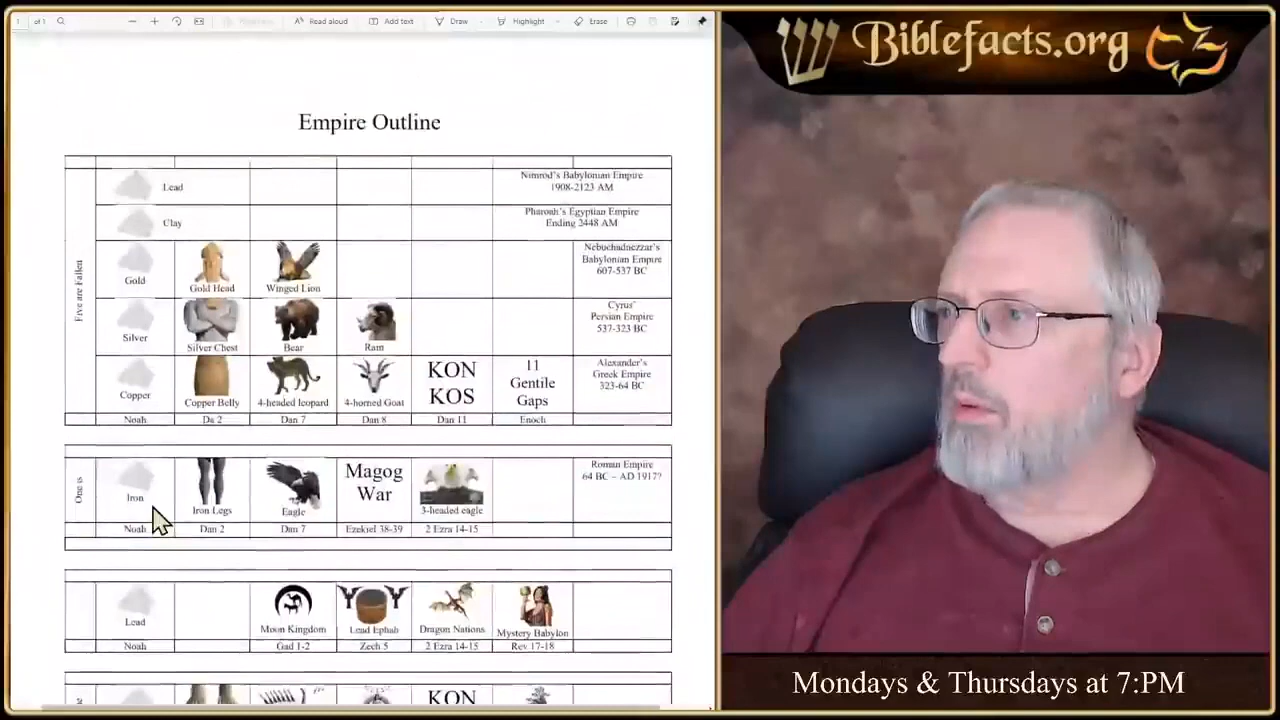 1 of 1
Read aloud
Add text
Draw
Highlight
Erase
Biblefacts.org
Empire Outline
Lead
Nimrod's Babylonian Empire
1908-2123 AM
Clay
Pharoah's Egyptian Empire
Ending 2448 AM
Five are Fallen
Gold
Gold Head
Winged Lion
Nebuchadnezzar's
Babylonian Empire
607-537 BC
Silver
Silver Chest
Bear
Ram
Cyrus'
Persian Empire
537-323 BC
Copper
Copper Belly
4-headed leopard
4-horned Goat
KON
KOS
11
Gentile
Gaps
Alexander's
Greek Empire
323-64 BC
Noah
Da 2
Dan 7
Dan 8
Dan 11
Enoch
One is
Iron
Iron Legs
Eagle
Magog
War
3-headed eagle
Roman Empire
64 BC – AD 1917?
Noah
Dan 2
Dan 7
Ezekiel 38-39
2 Ezra 14-15
Lead
Moon Kingdom
Lead Ephah
Dragon Nations
Mystery Babylon
Noah
Gad 1-2
Zech 5
2 Ezra 14-15
Rev 17-18
KON
Mondays & Thursdays at 7:PM